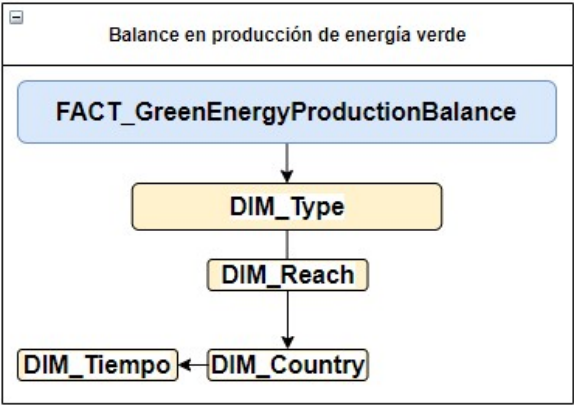 Balance en producción de energía verde
FACT_GreenEnergyProductionBalance
DIM_Type
DIM_Reach
DIM_Tiempo
DIM_Country